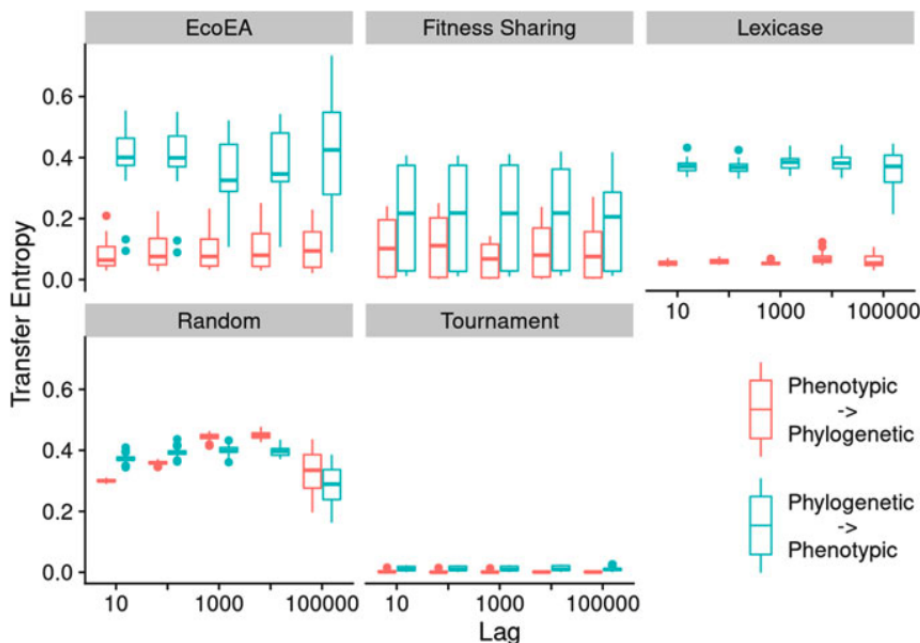 EcoEA
Fitness Sharing
Lexicase
0.6
0.4
0.2
0.0
10
1000
100000
Random
Tournament
0.6
0.4
0.2
0.0
10
1000
100000
10
1000
100000
Transfer Entropy
Lag
Phenotypic
->
Phylogenetic
Phylogenetic
->
Phenotypic